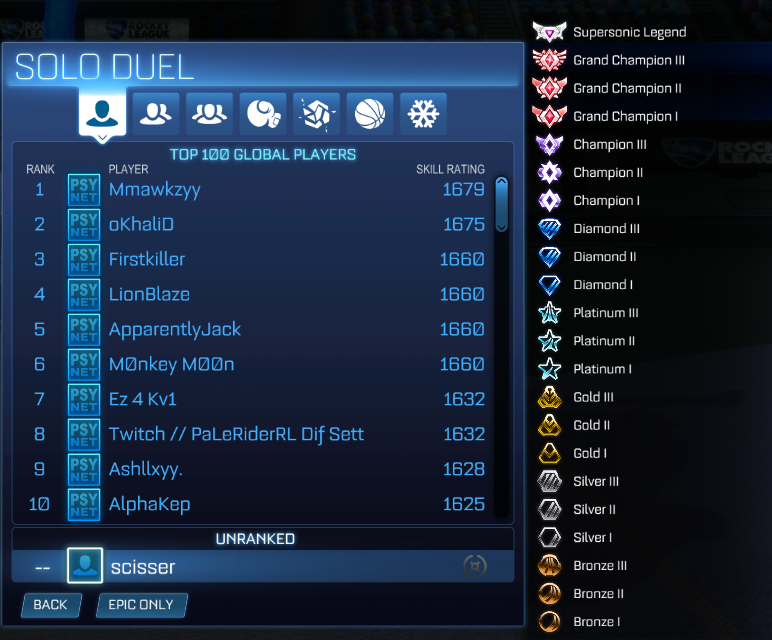 SOLO DUEL
TOP 100 GLOBAL PLAYERS
RANK PLAYER SKILL RATING
1 PSY NET Mmawkzyy 1679
2 PSY NET oKhaliD 1675
3 PSY NET Firstkiller 1660
4 PSY NET LionBlaze 1660
5 PSY NET ApparentlyJack 1660
6 PSY NET M0nkey M00n 1660
7 PSY NET Ez 4 Kv1 1632
8 PSY NET Twitch // PaLeRiderRL Dif Sett 1632
9 PSY NET Ashllxyy. 1628
10 PSY NET AlphaKep 1625
UNRANKED
-- scisser
BACK EPIC ONLY
Supersonic Legend
Grand Champion III
Grand Champion II
Grand Champion I
Champion III
Champion II
Champion I
Diamond III
Diamond II
Diamond I
Platinum III
Platinum II
Platinum I
Gold III
Gold II
Gold I
Silver III
Silver II
Silver I
Bronze III
Bronze II
Bronze I
ROCKET LEAGUE